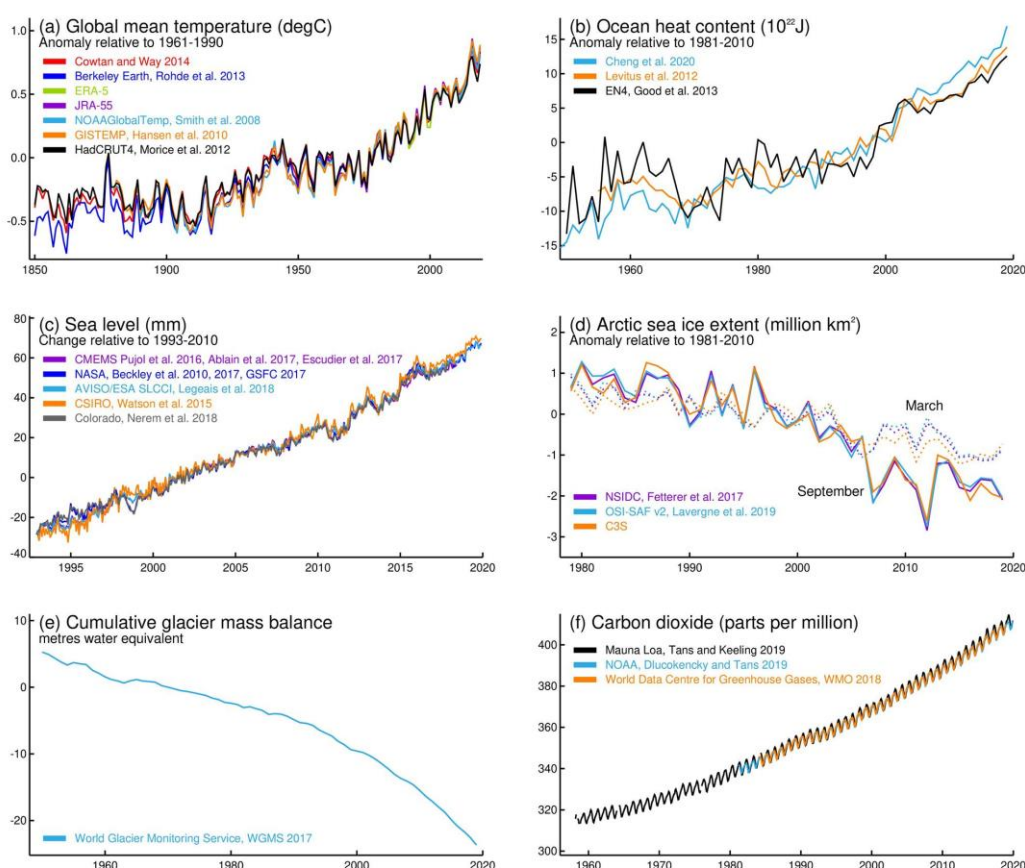 (a) Global mean temperature (degC)
Anomaly relative to 1961-1990
Cowtan and Way 2014
Berkeley Earth, Rohde et al. 2013
ERA-5
JRA-55
NOAAGlobalTemp, Smith et al. 2008
GISTEMP, Hansen et al. 2010
HadCRUT4, Morice et al. 2012
1.0
0.5
0.0
-0.5
1850
1900
1950
2000
(b) Ocean heat content (10²²J)
Anomaly relative to 1981-2010
Cheng et al. 2020
Levitus et al. 2012
EN4, Good et al. 2013
15
10
5
0
-5
-10
-15
1960
1980
2000
2020
(c) Sea level (mm)
Change relative to 1993-2010
CMEMS Pujol et al. 2016, Ablain et al. 2017, Escudier et al. 2017
NASA, Beckley et al. 2010, 2017, GSFC 2017
AVISO/ESA SLCCI, Legeais et al. 2018
CSIRO, Watson et al. 2015
Colorado, Nerem et al. 2018
80
60
40
20
0
-20
-40
1995
2000
2005
2010
2015
2020
(d) Arctic sea ice extent (million km²)
Anomaly relative to 1981-2010
March
September
NSIDC, Fetterer et al. 2017
OSI-SAF v2, Lavergne et al. 2019
C3S
2
1
0
-1
-2
-3
1980
1990
2000
2010
2020
(e) Cumulative glacier mass balance
metres water equivalent
World Glacier Monitoring Service, WGMS 2017
10
0
-10
-20
1960
1980
2000
2020
(f) Carbon dioxide (parts per million)
Mauna Loa, Tans and Keeling 2019
NOAA, Dlucokencky and Tans 2019
World Data Centre for Greenhouse Gases, WMO 2018
400
380
360
340
320
300
1960
1970
1980
1990
2000
2010
2020